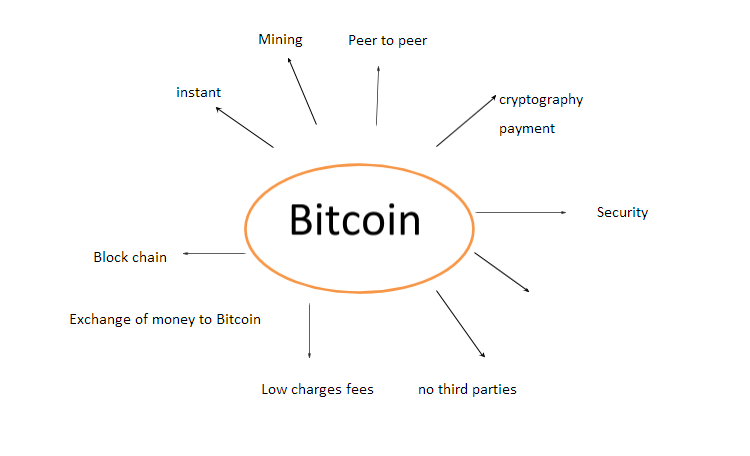 Mining
Peer to peer
instant
cryptography
payment
Bitcoin
Security
Block chain
Exchange of money to Bitcoin
Low charges fees
no third parties